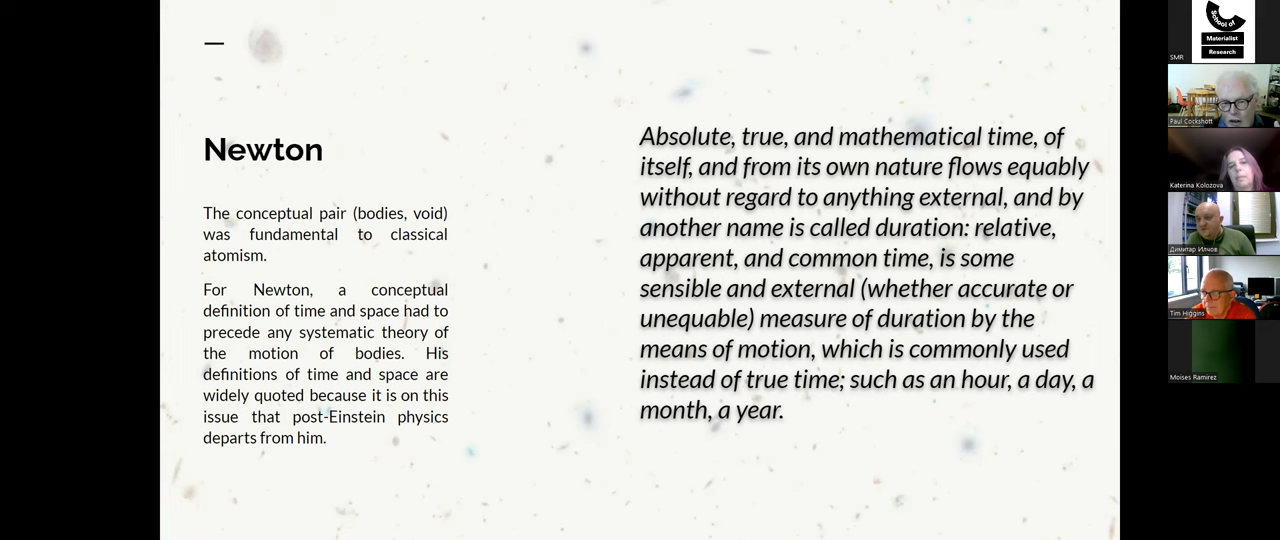 Newton
The conceptual pair (bodies, void)
was fundamental to classical
atomism.
For Newton, a conceptual
definition of time and space had to
precede any systematic theory of
the motion of bodies. His
definitions of time and space are
widely quoted because it is on this
issue that post-Einstein physics
departs from him.
Absolute, true, and mathematical time, of
itself, and from its own nature flows equably
without regard to anything external, and by
another name is called duration: relative,
apparent, and common time, is some
sensible and external (whether accurate or
unequable) measure of duration by the
means of motion, which is commonly used
instead of true time; such as an hour, a day, a
month, a year.
School of
Materialist
Research
SMR
Paul Cockshott
Katerina Kolozova
Димитар Илчов
Tim Higgins
Moises Ramirez